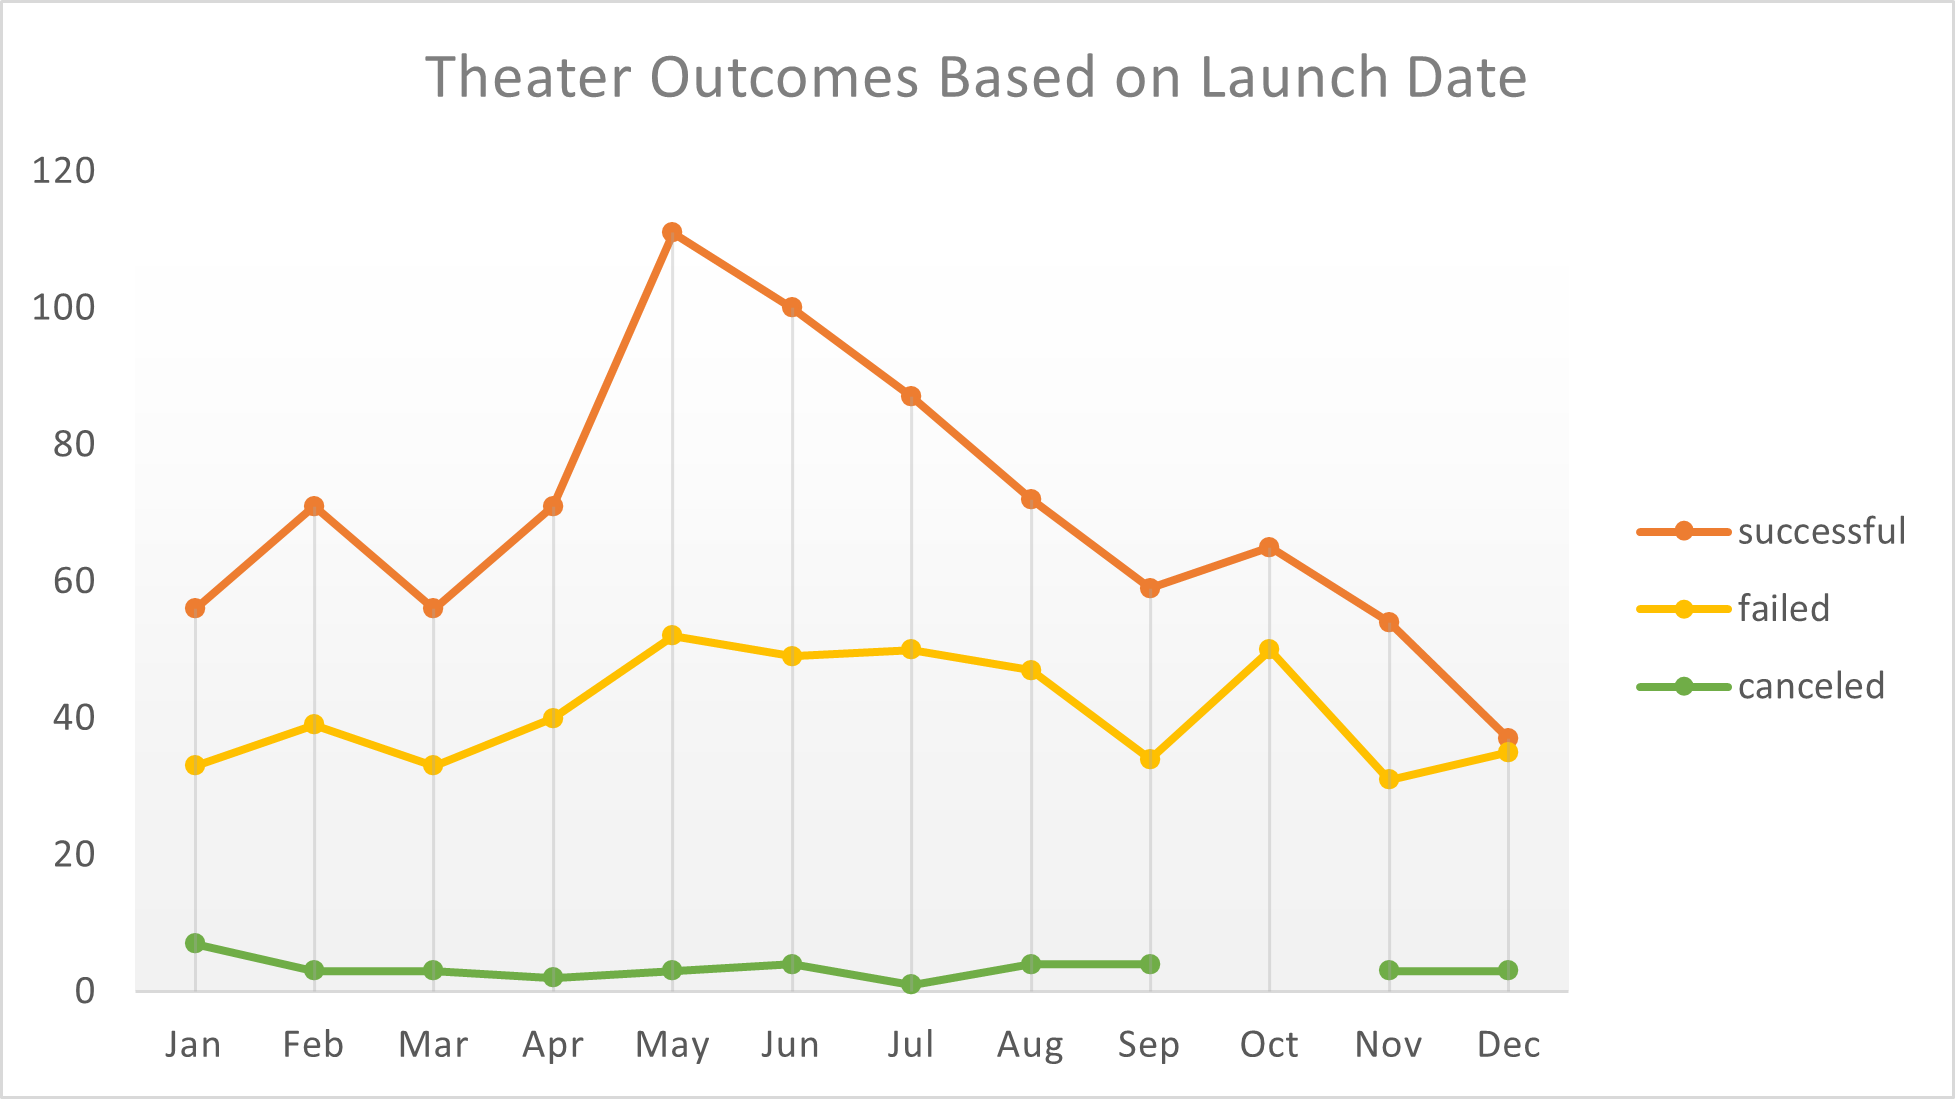 Theater Outcomes Based on Launch Date
120
100
80
60
40
20
0
Jan Feb Mar Apr May Jun Jul Aug Sep Oct Nov Dec
successful
failed
canceled